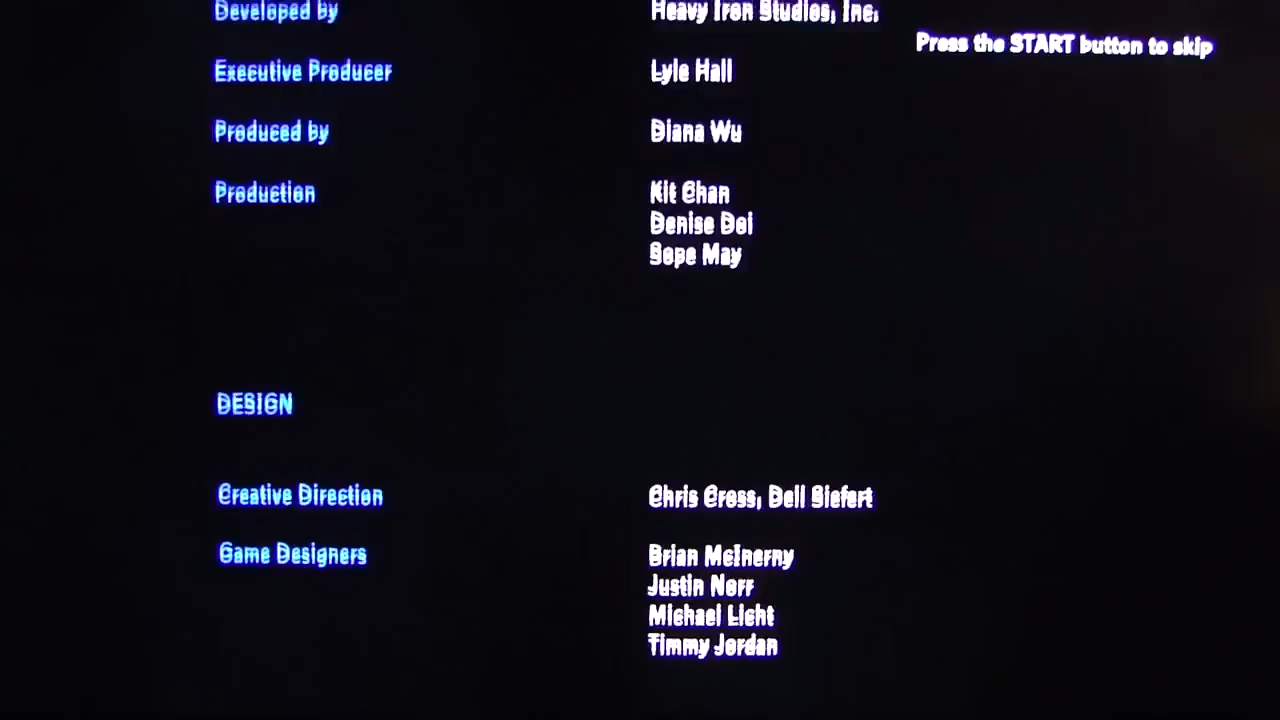 Developed by Heavy Iron Studios, Inc.
Press the START button to skip
Executive Producer Lyle Hall
Produced by Diana Wu
Production Kit Chan
Denise Doi
Sope May
DESIGN
Creative Direction Chris Cross, Dell Siefert
Game Designers Brian McInerny
Justin Norr
Michael Licht
Timmy Jordan